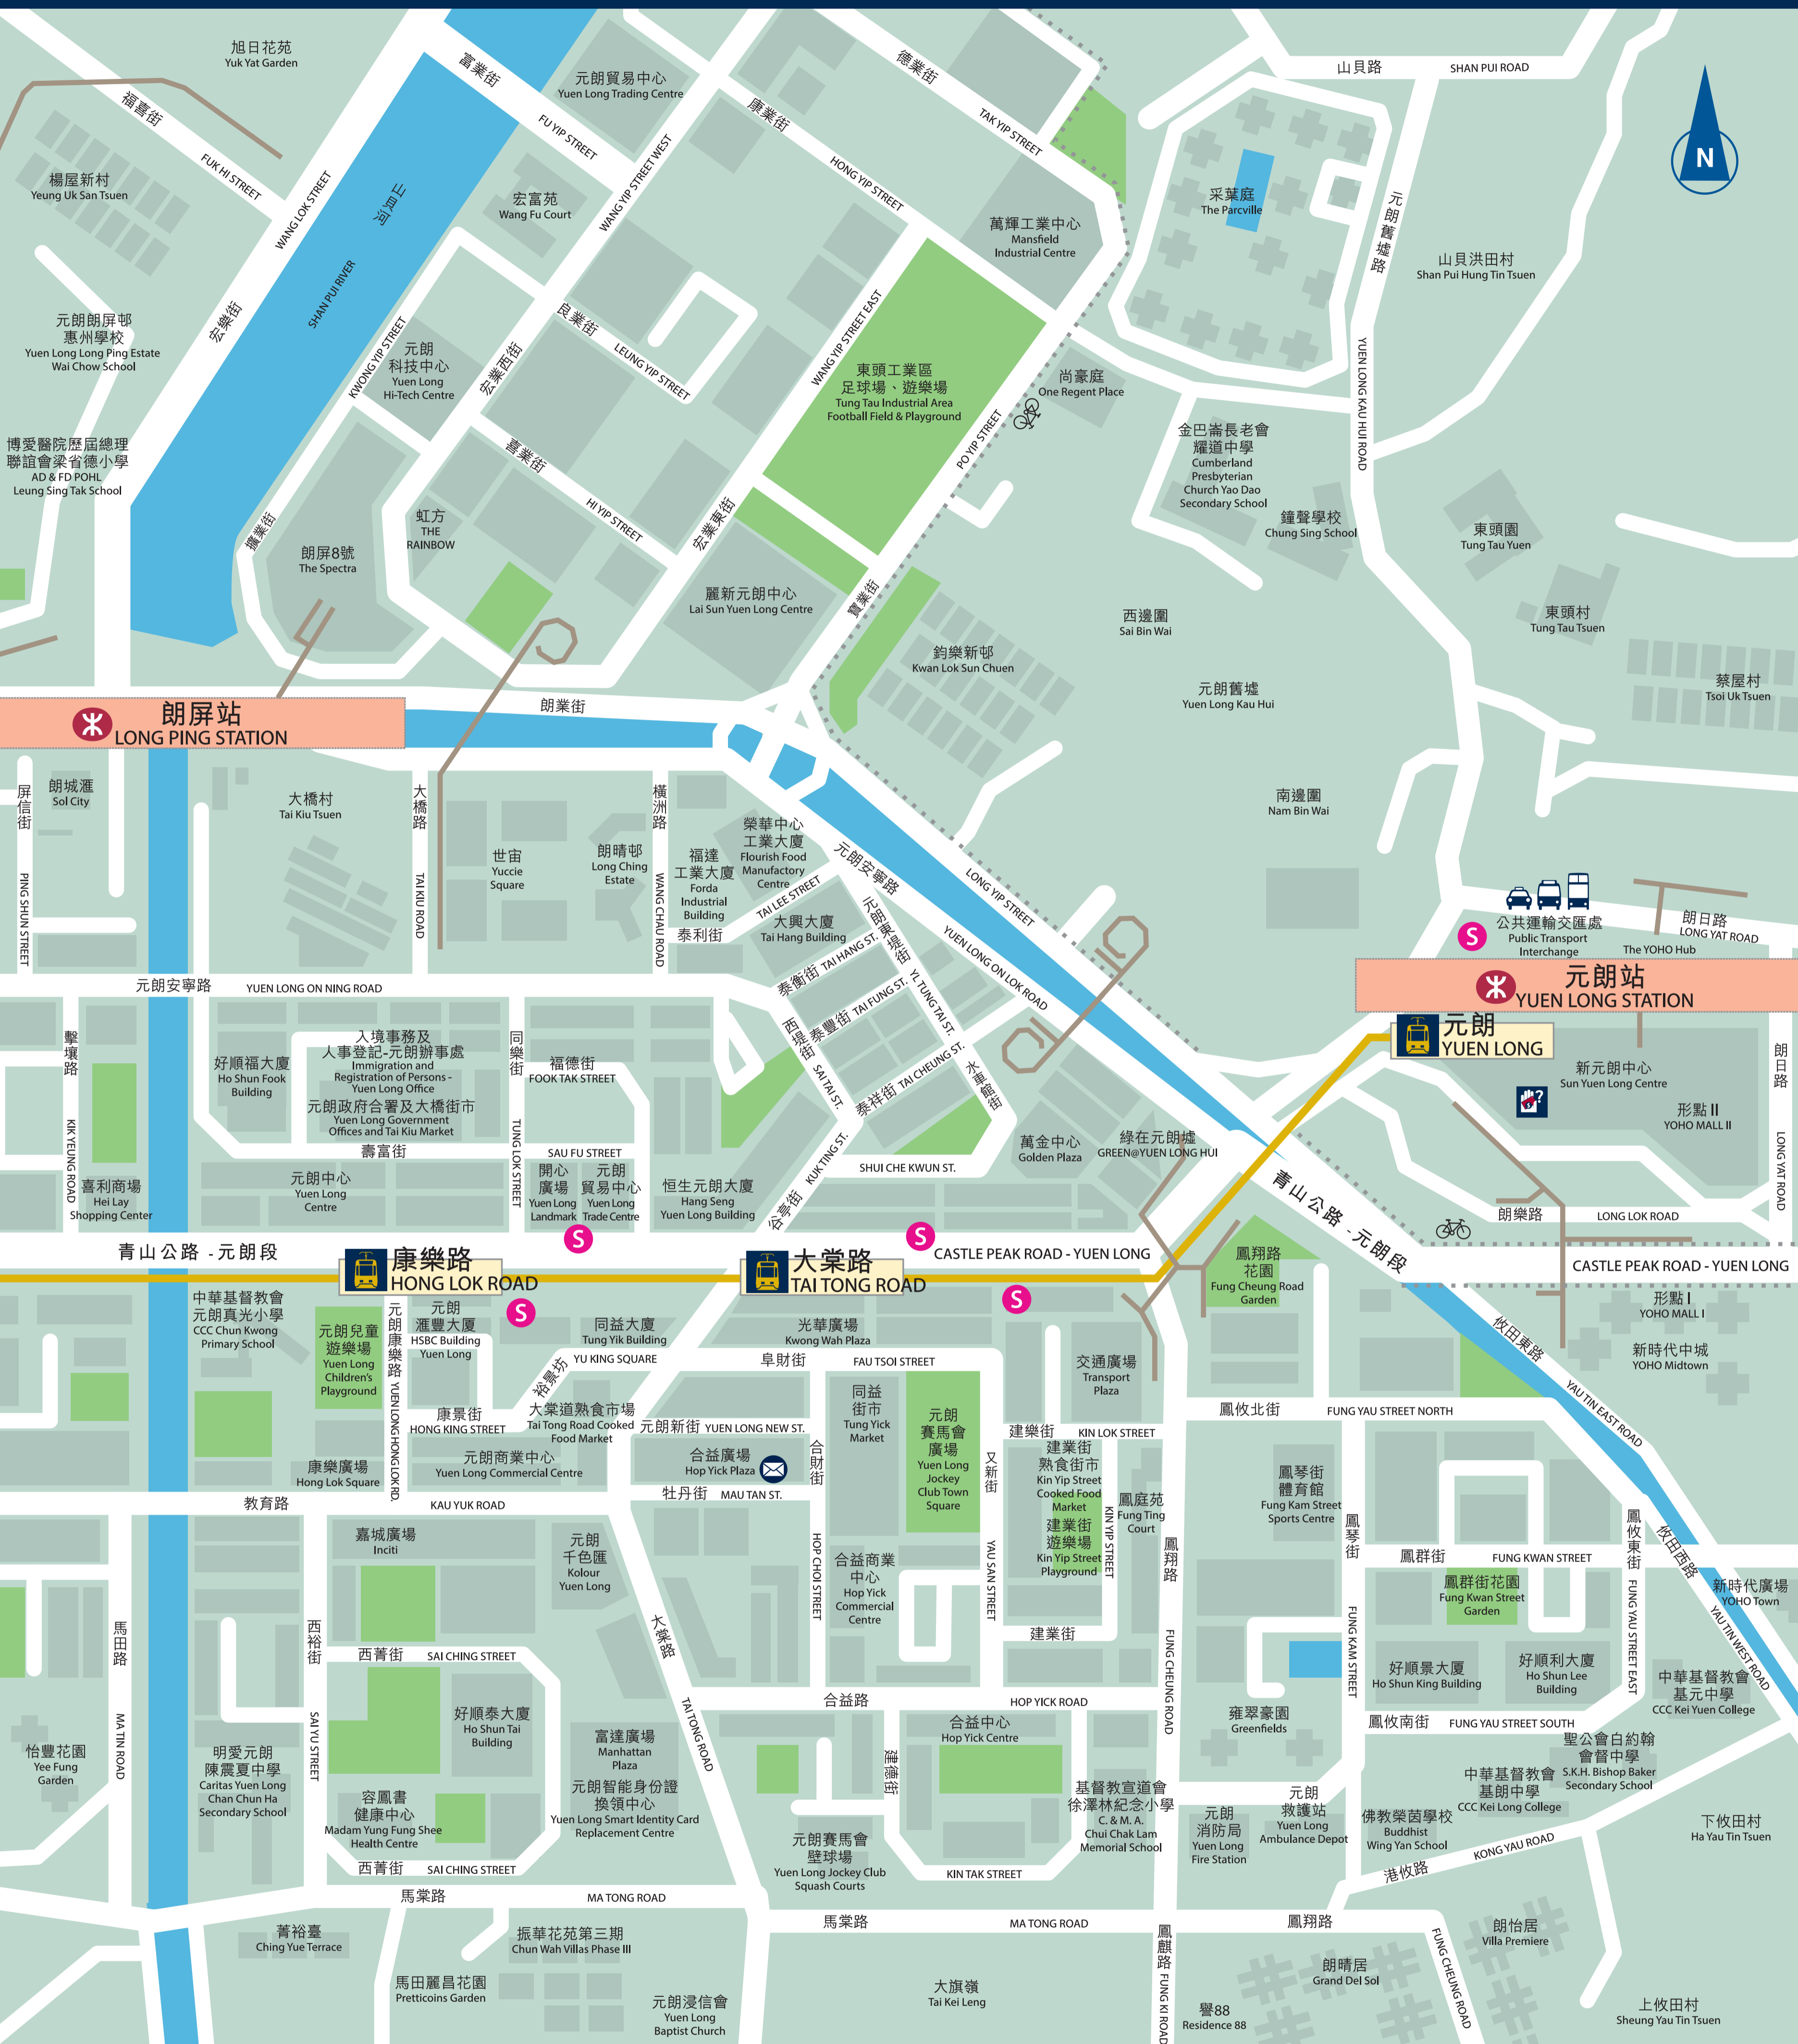 旭日花苑
Yuk Yat Garden
元朗貿易中心
Yuen Long Trading Centre
富業街
FU YIP STREET
福喜街
FUK HI STREET
康業街
HONG YIP STREET
德業街
TAK YIP STREET
山貝路
SHAN PUI ROAD
N
楊屋新村
Yeung Uk San Tsuen
WANG LOK STREET
宏樂街
山貝河
SHAN PUI RIVER
宏富苑
Wang Fu Court
WANG YIP STREET WEST
宏業西街
萬輝工業中心
Mansfield
Industrial Centre
采葉庭
The Parcville
元朗舊墟路
YUEN LONG KAU HUI ROAD
山貝洪田村
Shan Pui Hung Tin Tsuen
元朗朗屏邨
惠州學校
Yuen Long Long Ping Estate
Wai Chow School
KWONG YIP STREET
擴業街
元朗
科技中心
Yuen Long
Hi-Tech Centre
良業街
LEUNG YIP STREET
WANG YIP STREET EAST
宏業東街
東頭工業區
足球場、遊樂場
Tung Tau Industrial Area
Football Field & Playground
尚豪庭
One Regent Place
PO YIP STREET
寶業街
博愛醫院歷屆總理
聯誼會梁省德小學
AD & FD POHL
Leung Sing Tak School
喜業街
HI YIP STREET
金巴崙長老會
耀道中學
Cumberland
Presbyterian
Church Yao Dao
Secondary School
鐘聲學校
Chung Sing School
東頭園
Tung Tau Yuen
虹方
THE
RAINBOW
朗屏8號
The Spectra
麗新元朗中心
Lai Sun Yuen Long Centre
西邊圍
Sai Bin Wai
東頭村
Tung Tau Tsuen
鈞樂新邨
Kwan Lok Sun Chuen
元朗舊墟
Yuen Long Kau Hui
蔡屋村
Tsoi Uk Tsuen
朗屏站
LONG PING STATION
朗業街
LONG YIP STREET
朗城滙
Sol City
屏信街
PING SHUN STREET
大橋村
Tai Kiu Tsuen
大橋路
TAI KIU ROAD
世宙
Yuccie
Square
朗晴邨
Long Ching
Estate
橫洲路
WANG CHAU ROAD
福達
工業大廈
Forda
Industrial
Building
榮華中心
工業大廈
Flourish Food
Manufactory
Centre
元朗安寧路
南邊圍
Nam Bin Wai
TAI LEE STREET
泰利街
大興大廈
Tai Hang Building
元朗東堤街
YL TUNG TAI ST.
YUEN LONG ON LOK ROAD
泰衡街 TAI HANG ST.
泰豐街 TAI FUNG ST.
泰祥街 TAI CHEUNG ST.
西堤街
SAI TAI ST.
水車館街
SHUI CHE KWUN ST.
公共運輸交匯處
Public Transport
Interchange
S
朗日路
LONG YAT ROAD
The YOHO Hub
元朗站
YUEN LONG STATION
元朗
YUEN LONG
新元朗中心
Sun Yuen Long Centre
?
形點 II
YOHO MALL II
朗日路
LONG YAT ROAD
元朗安寧路
YUEN LONG ON NING ROAD
擊壤路
KIK YEUNG ROAD
好順福大廈
Ho Shun Fook
Building
入境事務及
人事登記-元朗辦事處
Immigration and
Registration of Persons -
Yuen Long Office
元朗政府合署及大橋街市
Yuen Long Government
Offices and Tai Kiu Market
同樂街
TUNG LOK STREET
福德街
FOOK TAK STREET
壽富街
SAU FU STREET
元朗中心
Yuen Long
Centre
喜利商場
Hei Lay
Shopping Center
開心
廣場
Yuen Long
Landmark
元朗
貿易中心
Yuen Long
Trade Centre
恒生元朗大廈
Hang Seng
Yuen Long Building
谷亭街
KUK TING ST.
萬金中心
Golden Plaza
綠在元朗墟
GREEN@YUEN LONG HUI
朗樂路
LONG LOK ROAD
S
S
青山公路 - 元朗段
CASTLE PEAK ROAD - YUEN LONG
青山公路 - 元朗段
CASTLE PEAK ROAD - YUEN LONG
康樂路
HONG LOK ROAD
大棠路
TAI TONG ROAD
S
S
鳳翔路
花園
Fung Cheung Road
Garden
形點 I
YOHO MALL I
新時代中城
YOHO Midtown
中華基督教會
元朗真光小學
CCC Chun Kwong
Primary School
元朗兒童
遊樂場
Yuen Long
Children's
Playground
元朗康樂路
YUEN LONG HONG LOK RD.
元朗
滙豐大廈
HSBC Building
Yuen Long
同益大廈
Tung Yik Building
光華廣場
Kwong Wah Plaza
裕景坊
YU KING SQUARE
阜財街
FAU TSOI STREET
交通廣場
Transport
Plaza
攸田東路
YAU TIN EAST ROAD
康景街
HONG KING STREET
大棠道熟食市場
Tai Tong Road Cooked
Food Market
元朗新街 YUEN LONG NEW ST.
同益
街市
Tung Yick
Market
元朗
賽馬會
廣場
Yuen Long
Jockey
Club Town
Square
建樂街
KIN LOK STREET
鳳攸北街
FUNG YAU STREET NORTH
康樂廣場
Hong Lok Square
元朗商業中心
Yuen Long Commercial Centre
合益廣場
Hop Yick Plaza
合財街
HOP CHOI STREET
又新街
YAU SAN STREET
建業街
熟食街市
Kin Yip Street
Cooked Food
Market
建業街
遊樂場
Kin Yip Street
Playground
KIN YIP STREET
建業街
鳳庭苑
Fung Ting
Court
鳳琴街
體育館
Fung Kam Street
Sports Centre
鳳琴街
FUNG KAM STREET
教育路
KAU YUK ROAD
牡丹街
MAU TAN ST.
嘉城廣場
Inciti
元朗
千色匯
Kolour
Yuen Long
合益商業
中心
Hop Yick
Commercial
Centre
鳳翔路
FUNG CHEUNG ROAD
鳳群街
FUNG KWAN STREET
鳳群街花園
Fung Kwan Street
Garden
鳳攸東街
FUNG YAU STREET EAST
攸田西路
YAU TIN WEST ROAD
新時代廣場
YOHO Town
馬田路
MA TIN ROAD
西裕街
SAI YU STREET
西菁街
SAI CHING STREET
大棠路
TAI TONG ROAD
好順景大廈
Ho Shun King Building
好順利大廈
Ho Shun Lee
Building
中華基督教會
基元中學
CCC Kei Yuen College
合益路
HOP YICK ROAD
怡豐花園
Yee Fung
Garden
明愛元朗
陳震夏中學
Caritas Yuen Long
Chan Chun Ha
Secondary School
好順泰大廈
Ho Shun Tai
Building
富達廣場
Manhattan
Plaza
元朗智能身份證
換領中心
Yuen Long Smart Identity Card
Replacement Centre
合益中心
Hop Yick Centre
建德街
KIN TAK STREET
雍翠豪園
Greenfields
鳳攸南街
FUNG YAU STREET SOUTH
聖公會白約翰
會督中學
S.K.H. Bishop Baker
Secondary School
容鳳書
健康中心
Madam Yung Fung Shee
Health Centre
基督教宣道會
徐澤林紀念小學
C. & M. A.
Chui Chak Lam
Memorial School
元朗
消防局
Yuen Long
Fire Station
元朗
救護站
Yuen Long
Ambulance Depot
佛教榮茵學校
Buddhist
Wing Yan School
中華基督教會
基朗中學
CCC Kei Long College
下攸田村
Ha Yau Tin Tsuen
元朗賽馬會
壁球場
Yuen Long Jockey Club
Squash Courts
西菁街
SAI CHING STREET
港攸路
KONG YAU ROAD
馬棠路
MA TONG ROAD
馬棠路
MA TONG ROAD
鳳翔路
FUNG CHEUNG ROAD
鳳麒路
FUNG KI ROAD
菁裕臺
Ching Yue Terrace
振華花苑第三期
Chun Wah Villas Phase III
馬田麗昌花園
Pretticoins Garden
元朗浸信會
Yuen Long
Baptist Church
大旗嶺
Tai Kei Leng
譽88
Residence 88
朗晴居
Grand Del Sol
朗怡居
Villa Premiere
上攸田村
Sheung Yau Tin Tsuen